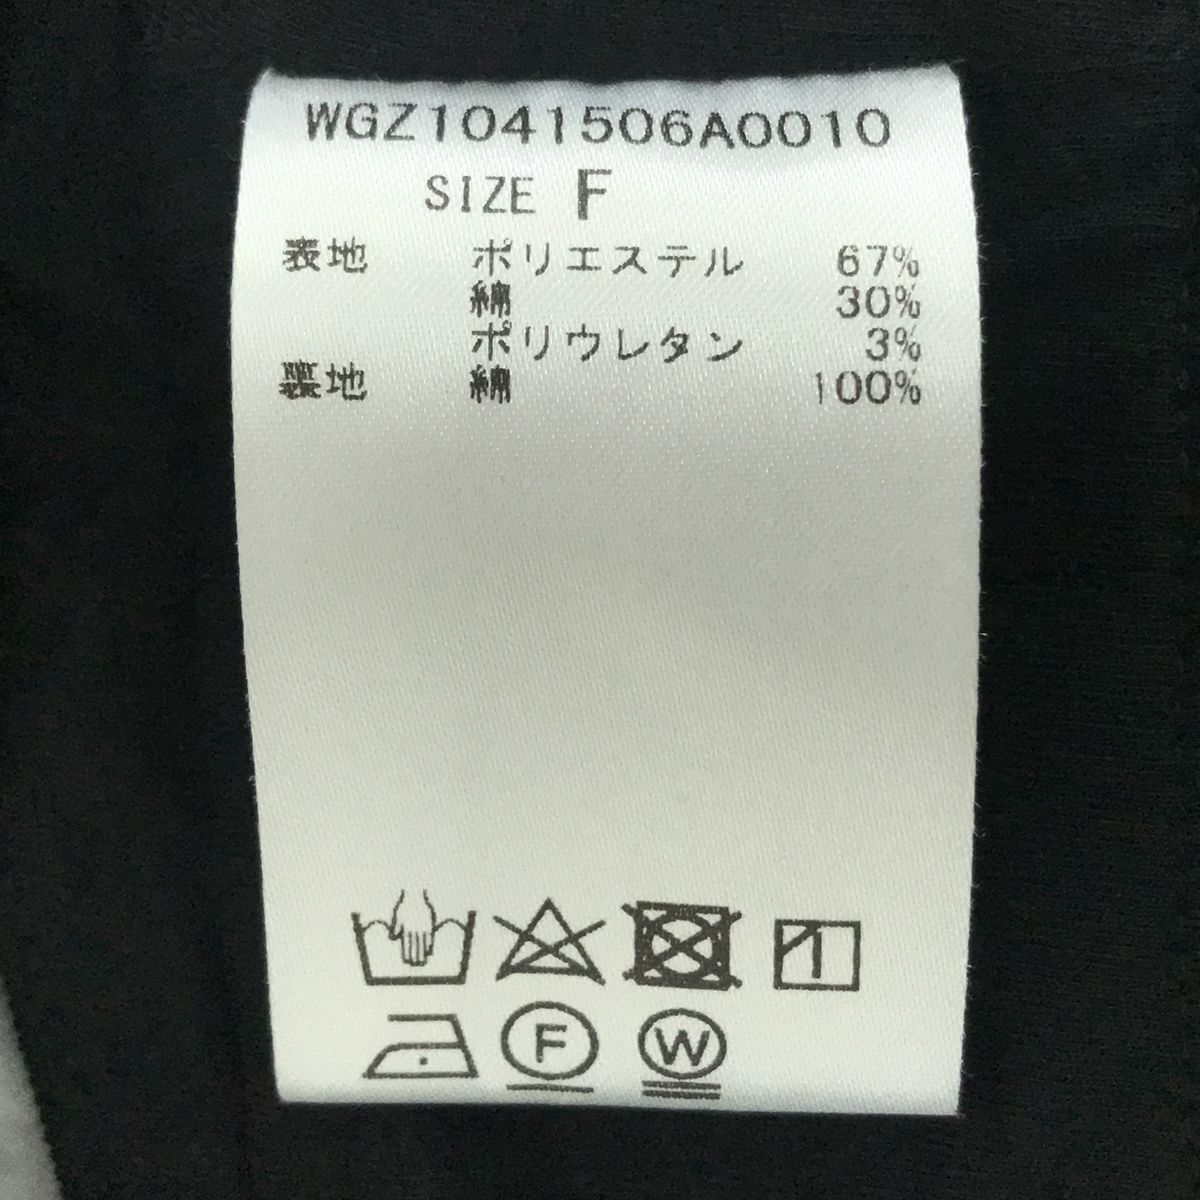 WGZ1041506A0010
SIZE F
表地 ポリエステル 67%
綿 30%
ポリウレタン 3%
裏地 綿 100%
F W